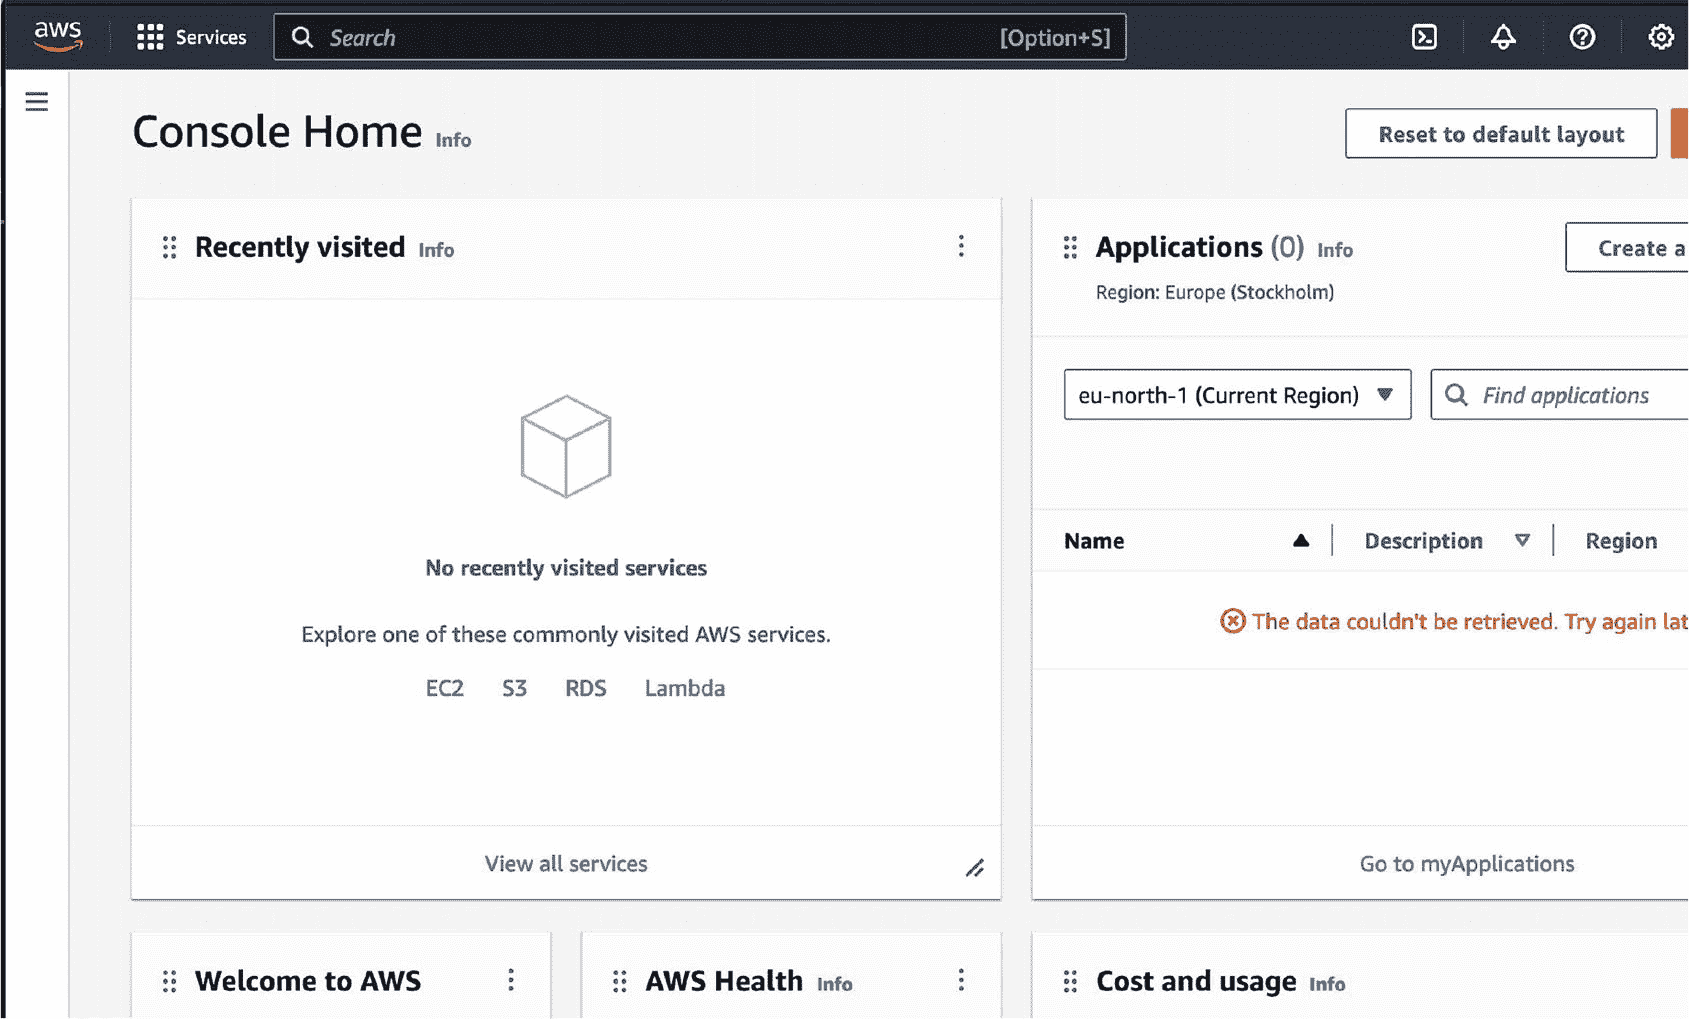 aws Services Search [Option+S]
Console Home Info
Reset to default layout
Recently visited Info
No recently visited services
Explore one of these commonly visited AWS services.
EC2 S3 RDS Lambda
View all services
Applications (0) Info
Create a
Region: Europe (Stockholm)
eu-north-1 (Current Region)
Find applications
Name Description Region
The data couldn't be retrieved. Try again lat
Go to myApplications
Welcome to AWS
AWS Health Info
Cost and usage Info